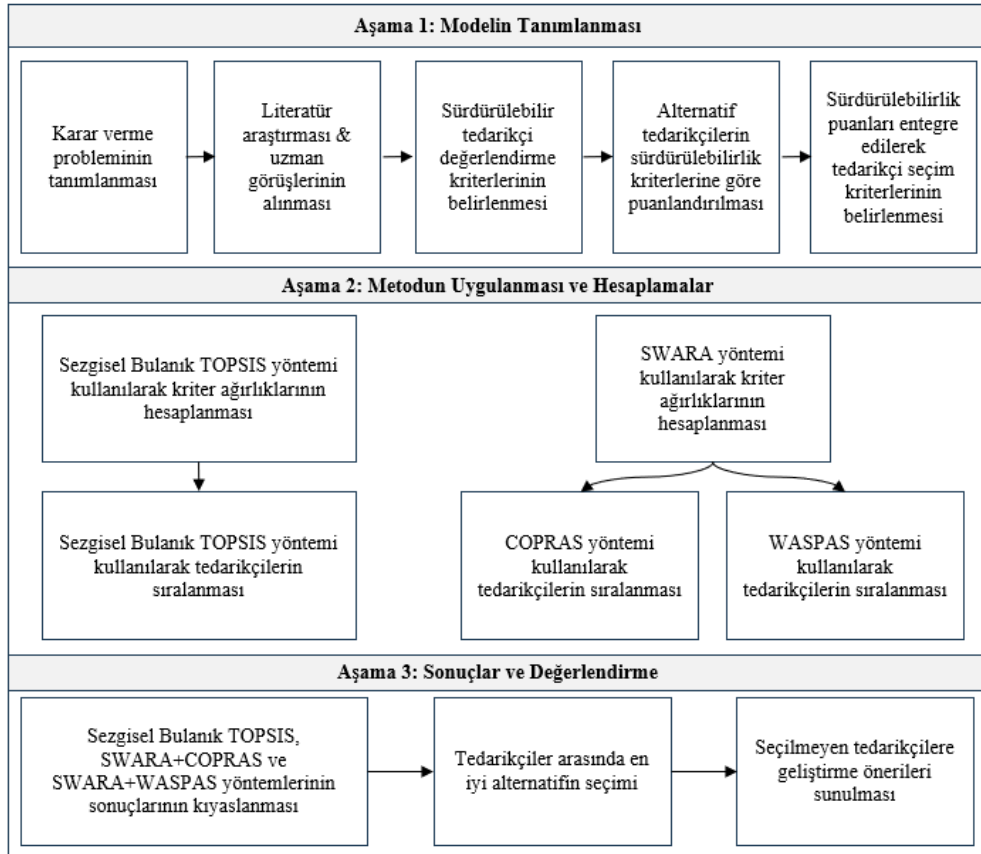 Aşama 1: Modelin Tanımlanması
Karar verme
probleminin
tanımlanması
Literatür
araştırması &
uzman
görüşlerinin
alınması
Sürdürülebilir
tedarikçi
değerlendirme
kriterlerinin
belirlenmesi
Alternatif
tedarikçilerin
sürdürülebilirlik
kriterlerine göre
puanlandırılması
Sürdürülebilirlik
puanları entegre
edilerek
tedarikçi seçim
kriterlerinin
belirlenmesi
Aşama 2: Metodun Uygulanması ve Hesaplamalar
Sezgisel Bulanık TOPSIS yöntemi
kullanılarak kriter ağırlıklarının
hesaplanması
SWARA yöntemi
kullanılarak kriter
ağırlıklarının
hesaplanması
Sezgisel Bulanık TOPSIS yöntemi
kullanılarak tedarikçilerin
sıralanması
COPRAS yöntemi
kullanılarak
tedarikçilerin sıralanması
WASPAS yöntemi
kullanılarak
tedarikçilerin sıralanması
Aşama 3: Sonuçlar ve Değerlendirme
Sezgisel Bulanık TOPSIS,
SWARA+COPRAS ve
SWARA+WASPAS yöntemlerinin
sonuçlarının kıyaslanması
Tedarikçiler arasında en
iyi alternatifin seçimi
Seçilmeyen tedarikçilere
geliştirme önerileri
sunulması